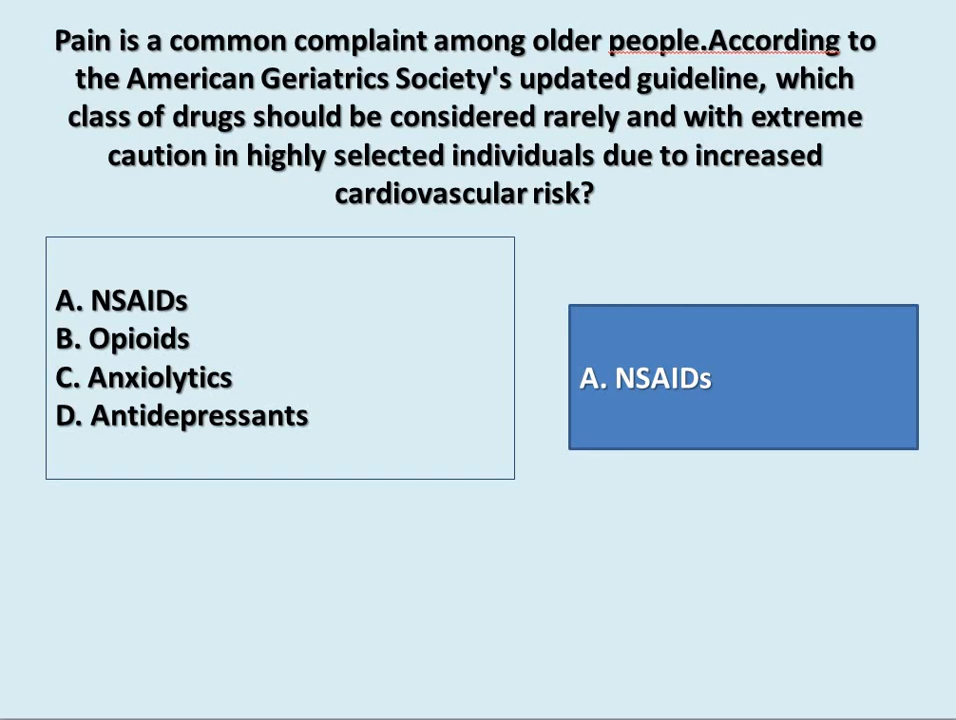 Pain is a common complaint among older people.According to
the American Geriatrics Society's updated guideline, which
class of drugs should be considered rarely and with extreme
caution in highly selected individuals due to increased
cardiovascular risk?
A. NSAIDs
B. Opioids
C. Anxiolytics
D. Antidepressants
A. NSAIDs